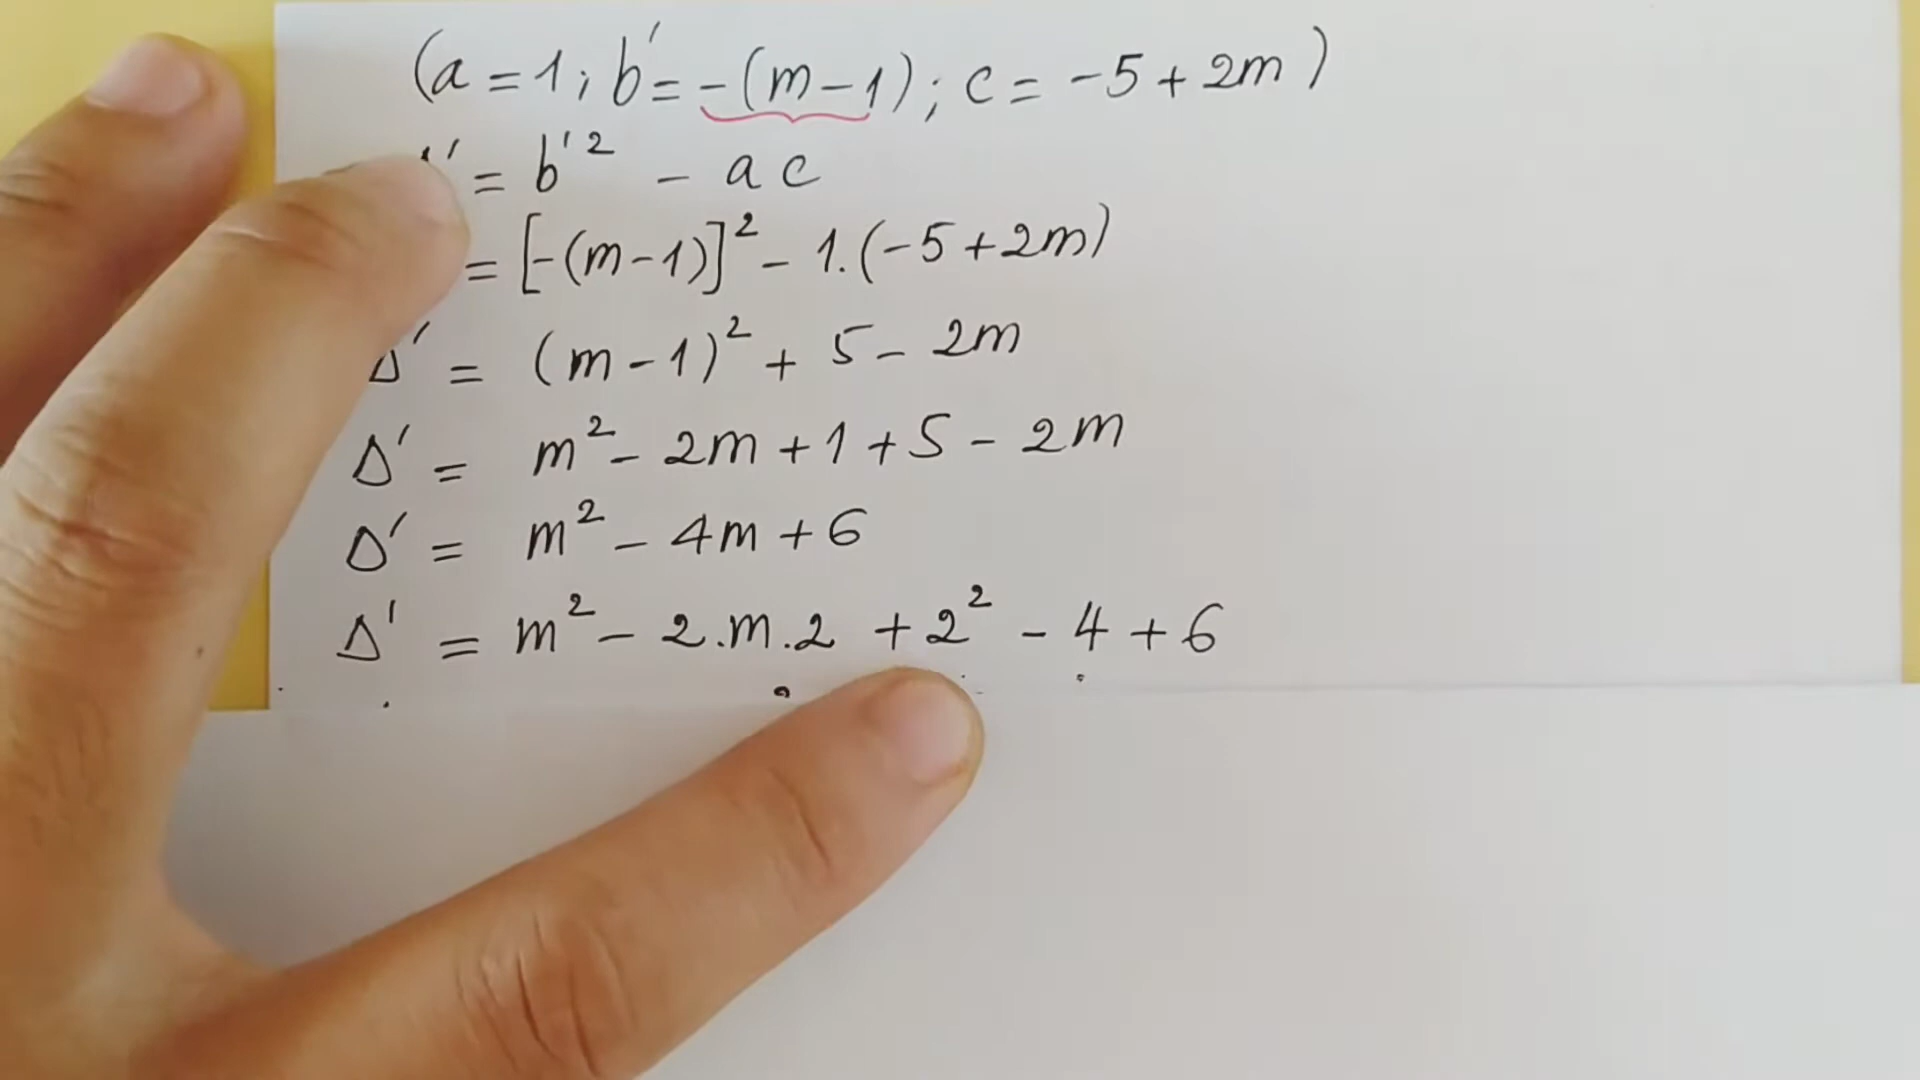 (a = 1; b' = -(m-1); c = -5 + 2m)
' = b'² - ac
= [-(m-1)]² - 1.(-5+2m)
Δ' = (m-1)² + 5 - 2m
Δ' = m² - 2m + 1 + 5 - 2m
Δ' = m² - 4m + 6
Δ' = m² - 2.m.2 + 2² - 4 + 6